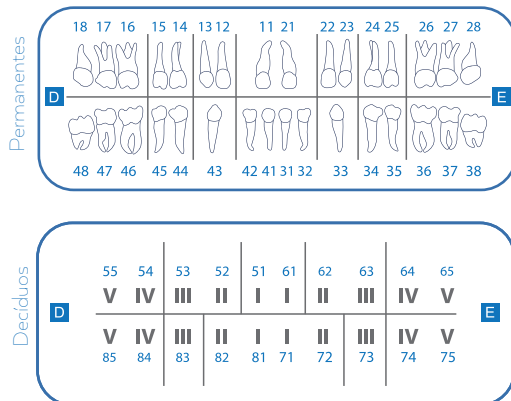 Permanentes
18 17 16 15 14 13 12 11 21 22 23 24 25 26 27 28
D E
48 47 46 45 44 43 42 41 31 32 33 34 35 36 37 38
Decíduos
55 54 53 52 51 61 62 63 64 65
V IV III II I I II III IV V
D E
V IV III II I I II III IV V
85 84 83 82 81 71 72 73 74 75